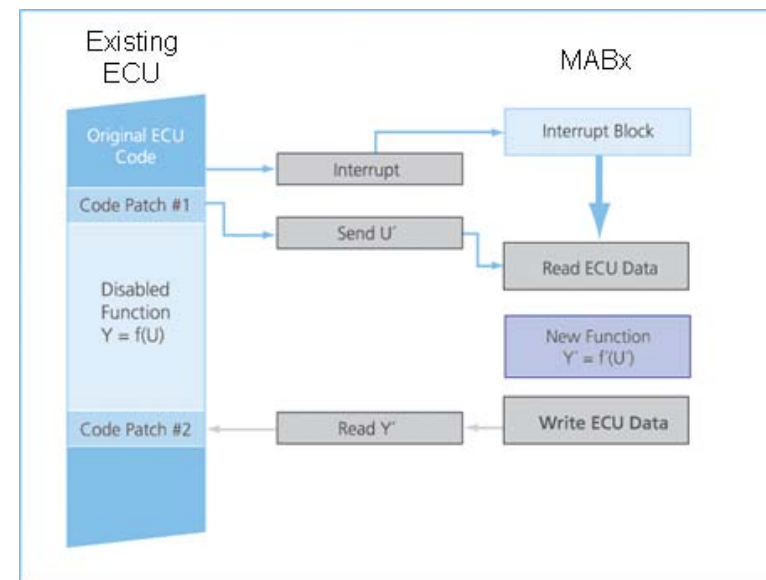 Existing
ECU
MABx
Original ECU
Code
Interrupt Block
Interrupt
Code Patch #1
Send U´
Read ECU Data
Disabled
Function
Y = f(U)
New Function
Y´ = f´(U´)
Code Patch #2
Read Y´
Write ECU Data